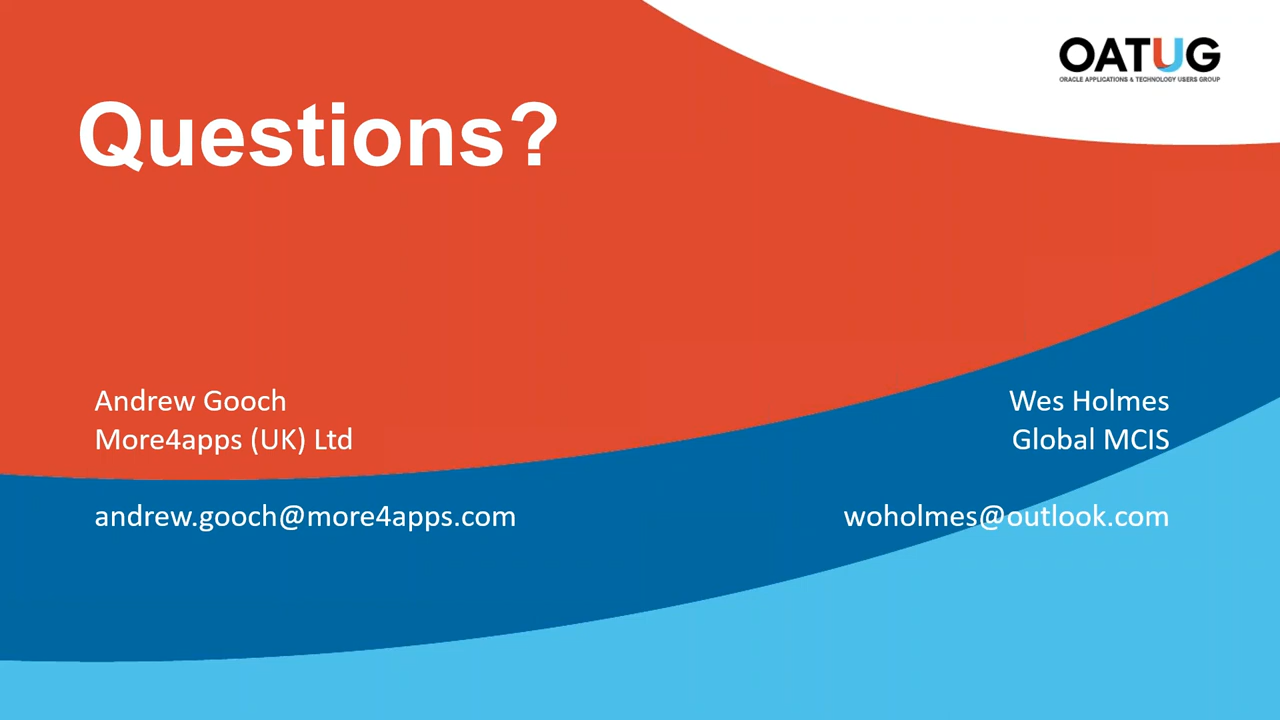 OATUG
ORACLE APPLICATIONS & TECHNOLOGY USERS GROUP
Questions?
Andrew Gooch
More4apps (UK) Ltd
andrew.gooch@more4apps.com
Wes Holmes
Global MCIS
woholmes@outlook.com